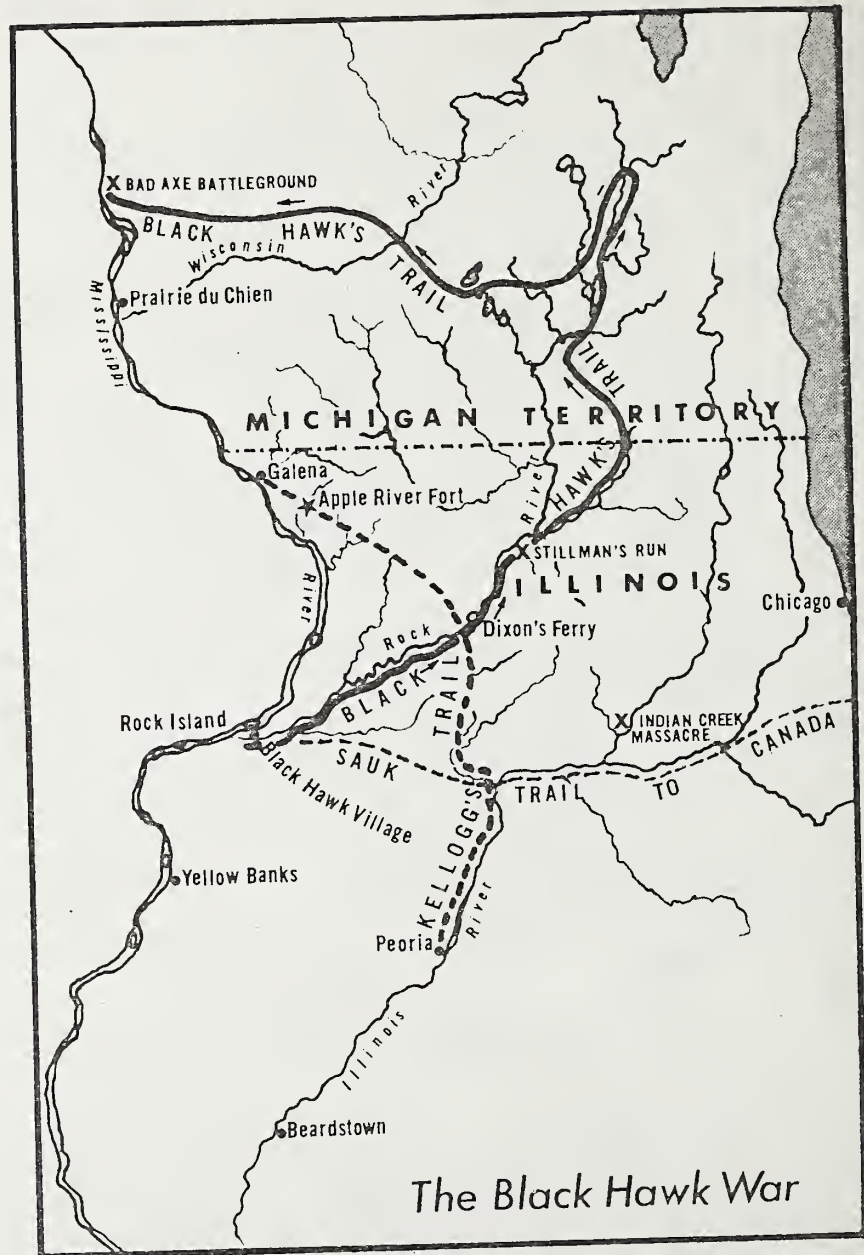 X BAD AXE BATTLEGROUND
BLACK HAWK'S TRAIL
River
Wisconsin
Mississippi
Prairie du Chien
TRAIL
MICHIGAN TERRITORY
HAWK'S
River
Galena
Apple River Fort
X STILLMAN'S RUN
ILLINOIS
River
Chicago
Dixon's Ferry
Rock
BLACK
TRAIL
Rock Island
X INDIAN CREEK
MASSACRE
Black Hawk Village
SAUK TRAIL TO CANADA
KELLOGG'S
Yellow Banks
River
Peoria
Illinois
Beardstown
The Black Hawk War